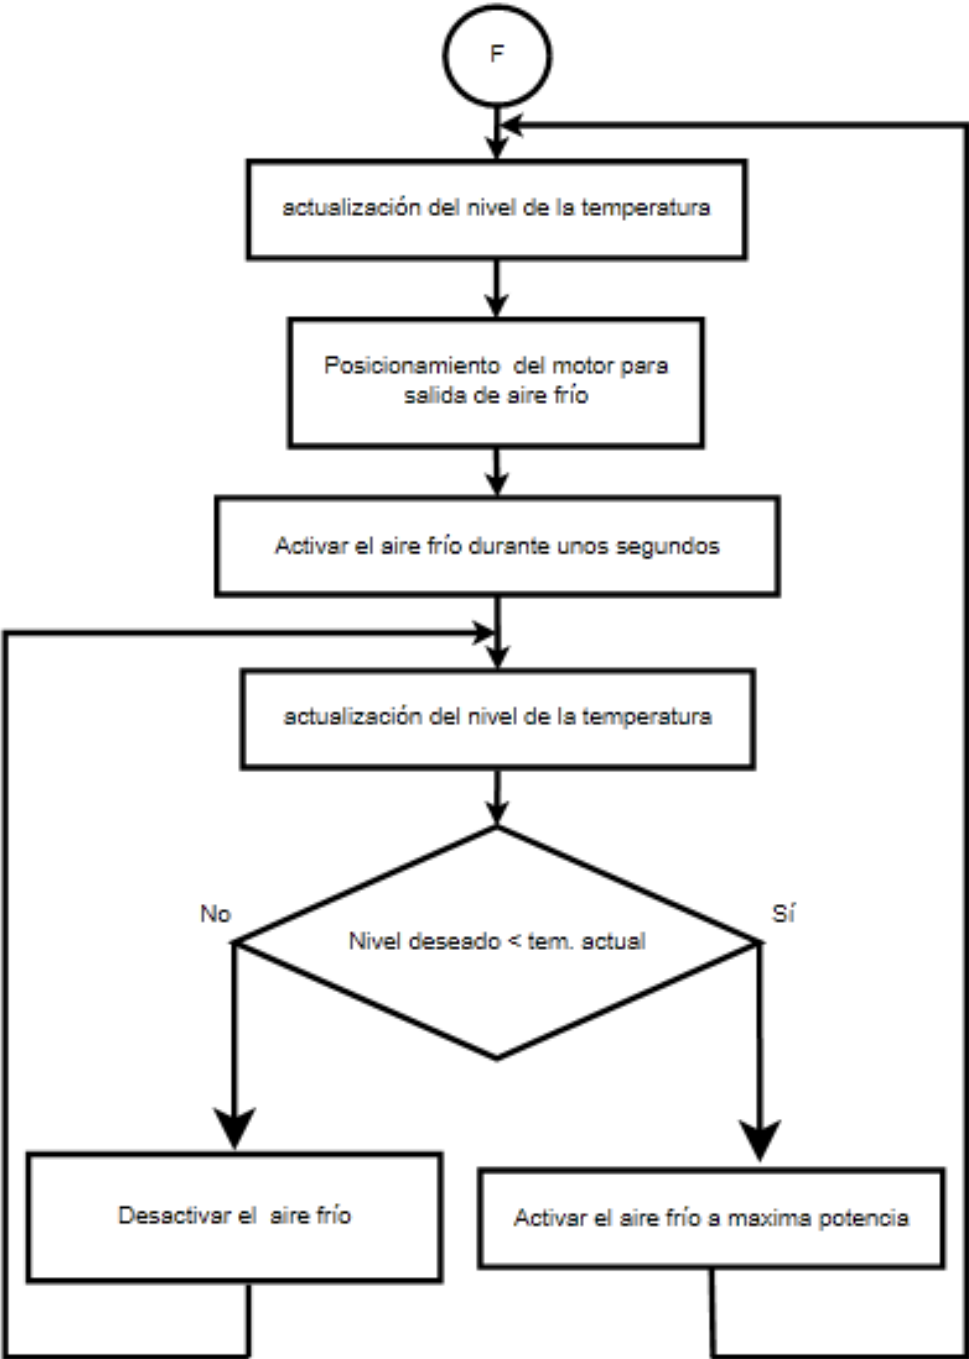 F
actualización del nivel de la temperatura
Posicionamiento del motor para
salida de aire frío
Activar el aire frío durante unos segundos
actualización del nivel de la temperatura
No
Sí
Nivel deseado < tem. actual
Desactivar el aire frío
Activar el aire frío a maxima potencia